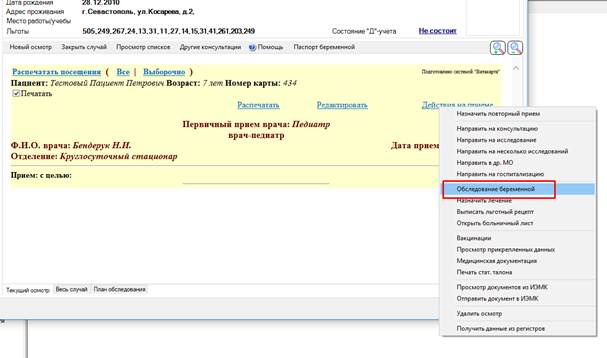 Дата рождения 28.12.2010
Адрес проживания г.Севастополь, ул.Косарева, д.2,
Место работы/учебы
Льготы 505,249,267,24,13,31,11,27,14,15,31,41,261,203,249 Состояние "Д"-учета Не состоит
Новый осмотр Закрыть случай Просмотр списков Другие консультации Помощь Паспорт беременной
Распечатать посещения ( Все | Выборочно )
Подготовлено системой "Витакарта"
Пациент: Тестовый Пациент Петрович Возраст: 7 лет Номер карты: 434
Печатать
Распечатать Редактировать Действия на приеме
Первичный прием врача: Педиатр
врач-педиатр
Ф.И.О. врача: Бендерук Н.И. Дата прием
Отделение: Круглосуточный стационар
Прием: с целью:
Назначить повторный прием
Направить на консультацию
Направить на исследование
Направить на несколько исследований
Направить в др. МО
Направить на госпитализацию
Обследование беременной
Назначить лечение
Выписать льготный рецепт
Открыть больничный лист
Вакцинации
Просмотр прикрепленных данных
Медицинская документация
Печать стат. талона
Просмотр документов из ИЭМК
Отправить документ в ИЭМК
Удалить осмотр
Получить данные из регистров
Текущий осмотр: Весь случай План обследования